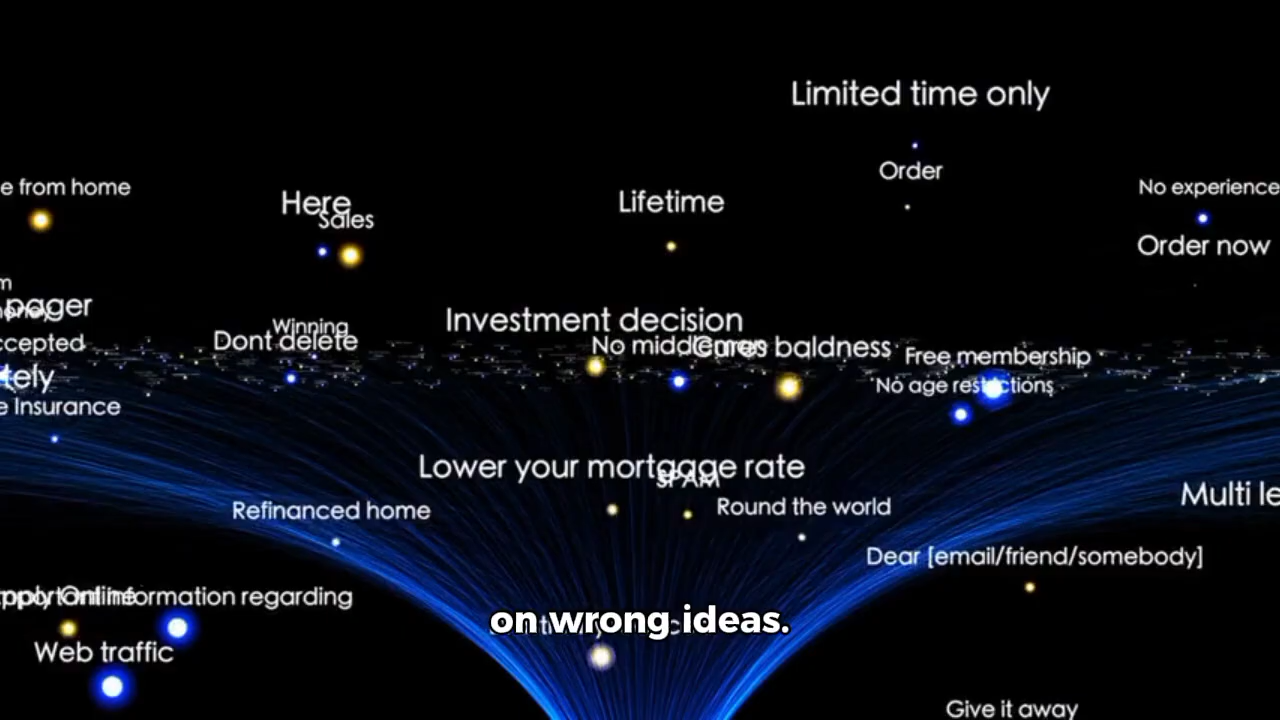 Limited time only
Order
e from home
No experience
Here
Lifetime
Sales
Order now
pager
Investment decision
Winning
Dont delete
ccepted
No middleman
Cures baldness
Free membership
tely
No age restrictions
e Insurance
Lower your mortgage rate
SPAM
Multi le
Refinanced home
Round the world
Dear [email/friend/somebody]
information regarding
on wrong ideas.
Web traffic
Give it away